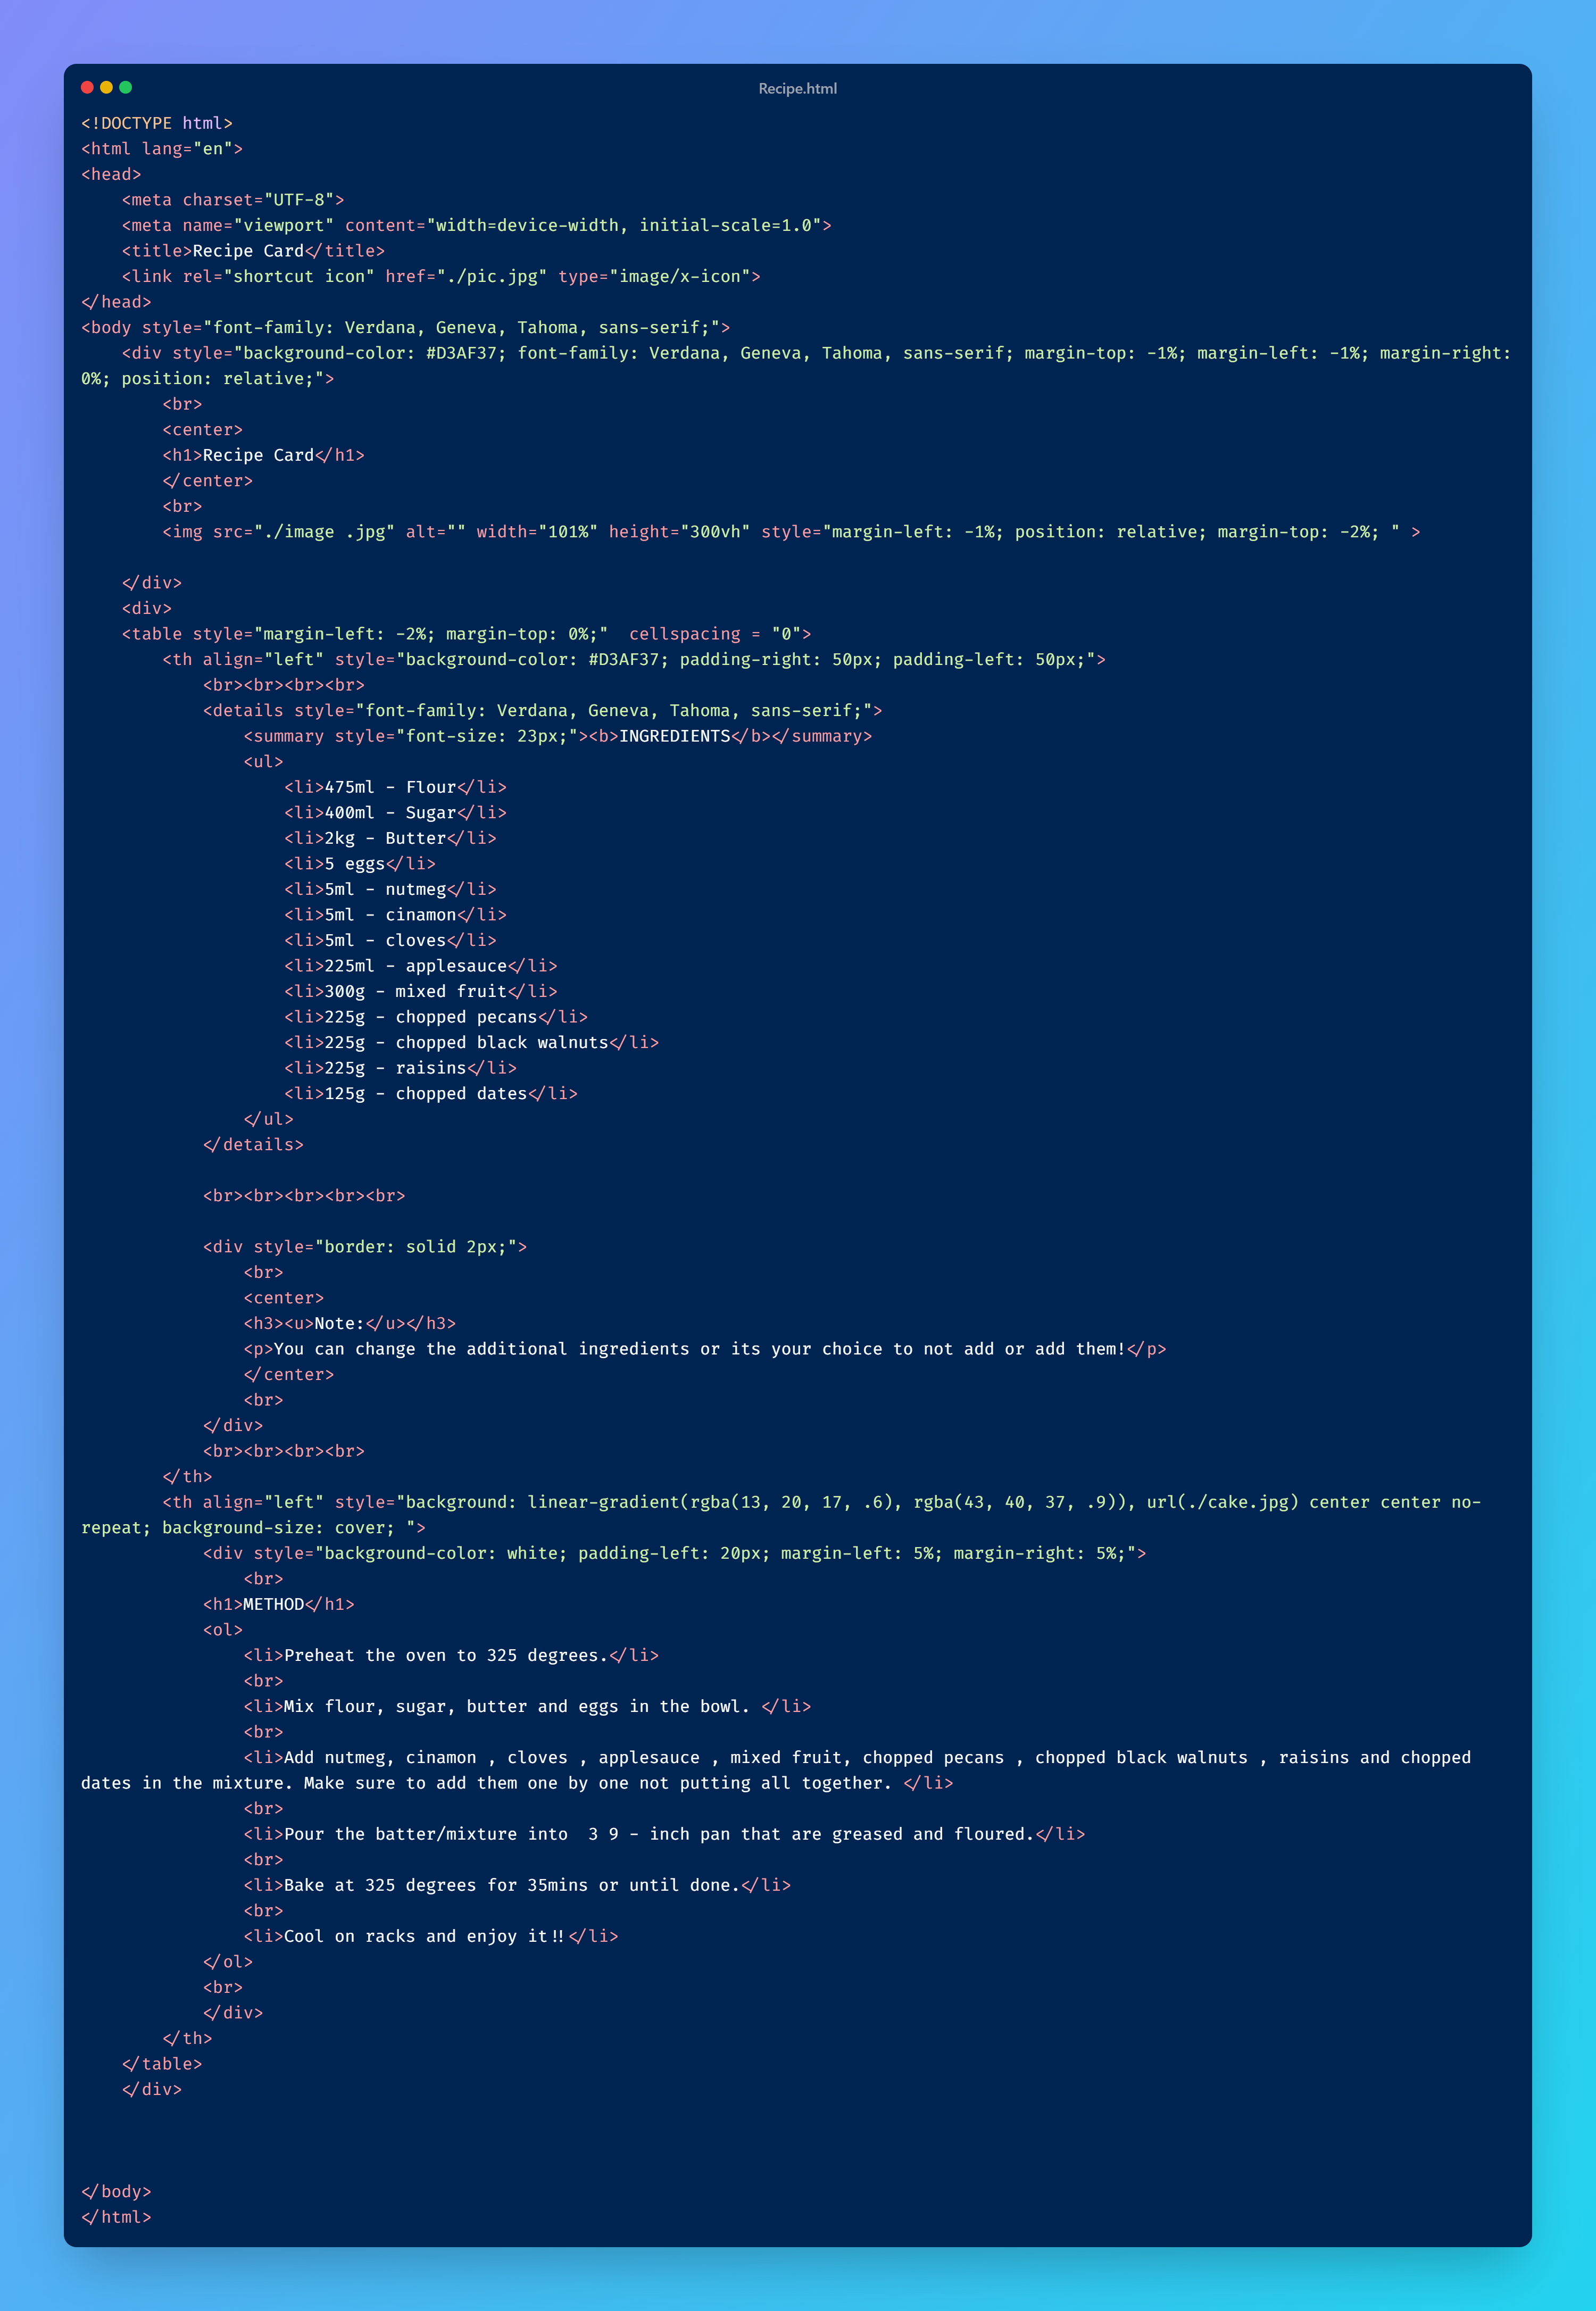 Recipe.html
<!DOCTYPE html>
<html lang="en">
<head>
    <meta charset="UTF-8">
    <meta name="viewport" content="width=device-width, initial-scale=1.0">
    <title>Recipe Card</title>
    <link rel="shortcut icon" href="./pic.jpg" type="image/x-icon">
</head>
<body style="font-family: Verdana, Geneva, Tahoma, sans-serif;">
    <div style="background-color: #D3AF37; font-family: Verdana, Geneva, Tahoma, sans-serif; margin-top: -1%; margin-left: -1%; margin-right:
0%; position: relative;">
        <br>
        <center>
        <h1>Recipe Card</h1>
        </center>
        <br>
        <img src="./image .jpg" alt="" width="101%" height="300vh" style="margin-left: -1%; position: relative; margin-top: -2%; " >

    </div>
    <div>
    <table style="margin-left: -2%; margin-top: 0%;"  cellspacing = "0">
        <th align="left" style="background-color: #D3AF37; padding-right: 50px; padding-left: 50px;">
            <br><br><br><br>
            <details style="font-family: Verdana, Geneva, Tahoma, sans-serif;">
                <summary style="font-size: 23px;"><b>INGREDIENTS</b></summary>
                <ul>
                    <li>475ml - Flour</li>
                    <li>400ml - Sugar</li>
                    <li>2kg - Butter</li>
                    <li>5 eggs</li>
                    <li>5ml - nutmeg</li>
                    <li>5ml - cinamon</li>
                    <li>5ml - cloves</li>
                    <li>225ml - applesauce</li>
                    <li>300g - mixed fruit</li>
                    <li>225g - chopped pecans</li>
                    <li>225g - chopped black walnuts</li>
                    <li>225g - raisins</li>
                    <li>125g - chopped dates</li>
                </ul>
            </details>

            <br><br><br><br><br>

            <div style="border: solid 2px;">
                <br>
                <center>
                <h3><u>Note:</u></h3>
                <p>You can change the additional ingredients or its your choice to not add or add them!</p>
                </center>
                <br>
            </div>
            <br><br><br><br>
        </th>
        <th align="left" style="background: linear-gradient(rgba(13, 20, 17, .6), rgba(43, 40, 37, .9)), url(./cake.jpg) center center no-
repeat; background-size: cover; ">
            <div style="background-color: white; padding-left: 20px; margin-left: 5%; margin-right: 5%;">
                <br>
            <h1>METHOD</h1>
            <ol>
                <li>Preheat the oven to 325 degrees.</li>
                <br>
                <li>Mix flour, sugar, butter and eggs in the bowl. </li>
                <br>
                <li>Add nutmeg, cinamon , cloves , applesauce , mixed fruit, chopped pecans , chopped black walnuts , raisins and chopped
dates in the mixture. Make sure to add them one by one not putting all together. </li>
                <br>
                <li>Pour the batter/mixture into  3 9 - inch pan that are greased and floured.</li>
                <br>
                <li>Bake at 325 degrees for 35mins or until done.</li>
                <br>
                <li>Cool on racks and enjoy it!!</li>
            </ol>
            <br>
            </div>
        </th>
    </table>
    </div>



</body>
</html>